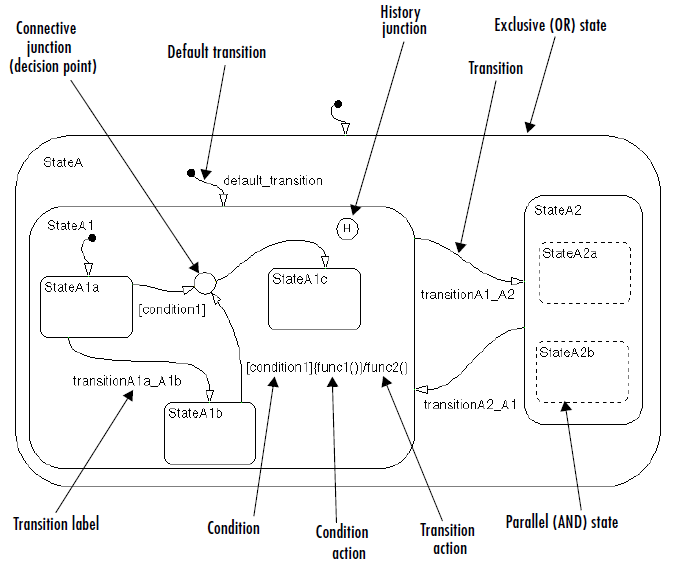 Connective
junction
(decision point)
Default transition
History
junction
Exclusive (OR) state
Transition
StateA
default_transition
StateA1
H
StateA2
StateA2a
StateA1a
StateA1c
[condition1]
transitionA1_A2
StateA2b
[condition1]{func1()}/func2()
transitionA1a_A1b
transitionA2_A1
StateA1b
Transition label
Condition
Condition
action
Transition
action
Parallel (AND) state